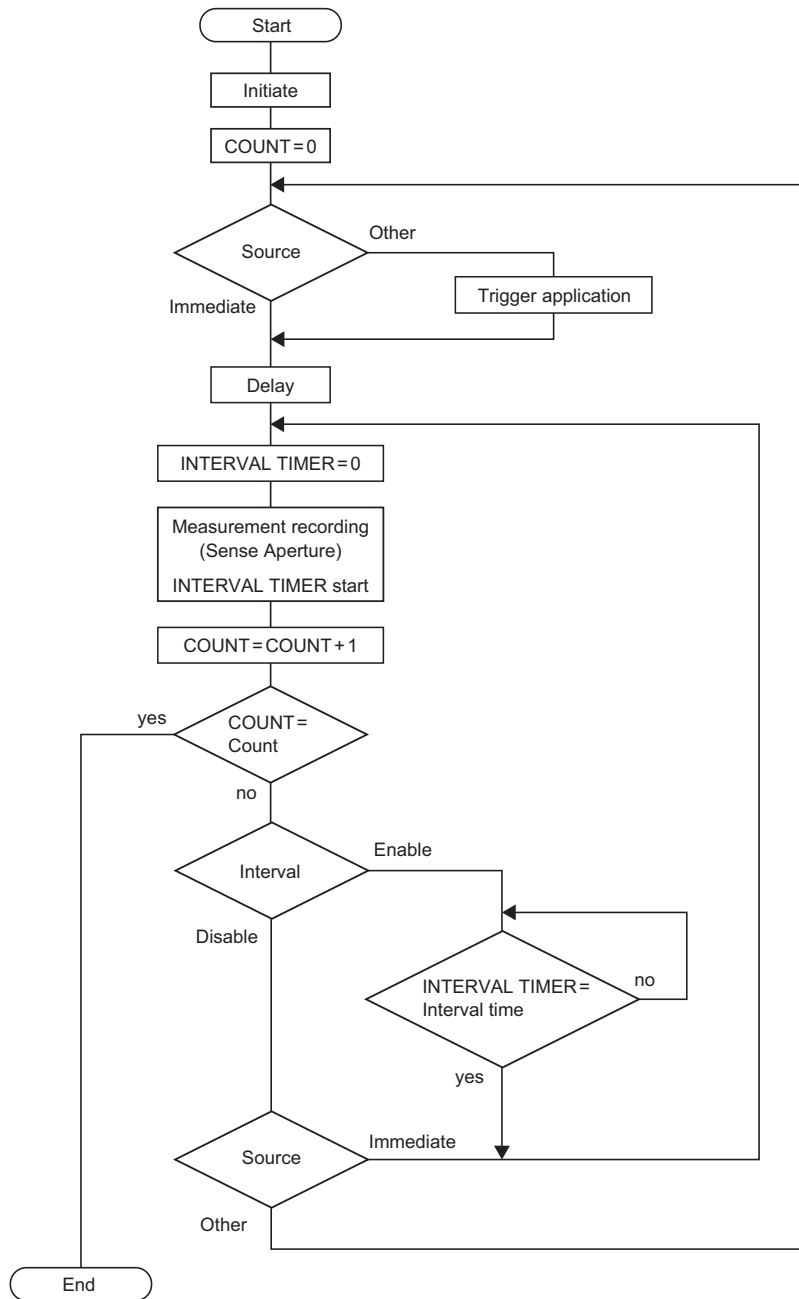 Start
Initiate
COUNT=0
Source
Other
Trigger application
Immediate
Delay
INTERVAL TIMER=0
Measurement recording
(Sense Aperture)
INTERVAL TIMER start
COUNT=COUNT+1
yes
COUNT=
Count
no
Enable
Interval
Disable
INTERVAL TIMER=
Interval time
no
yes
Immediate
Source
Other
End